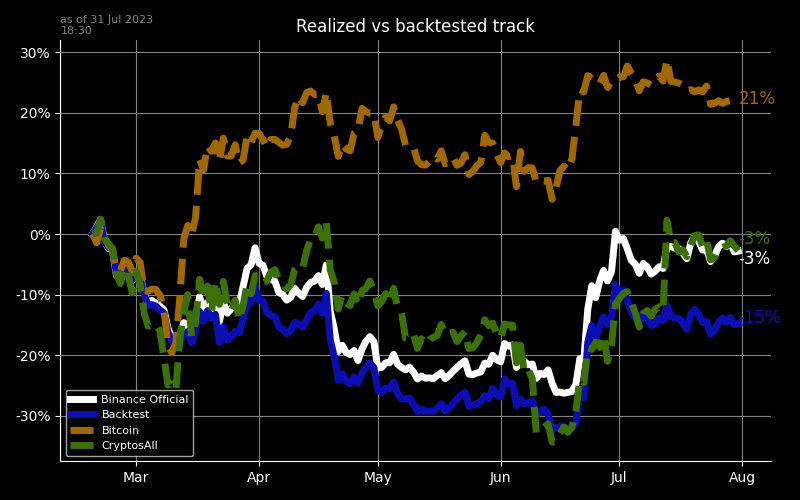 as of 31 Jul 2023
18:30
Realized vs backtested track
30%
20%
10%
0%
-10%
-20%
-30%
21%
-3%
-3%
-15%
Binance Official
Backtest
Bitcoin
CryptosAll
Mar Apr May Jun Jul Aug